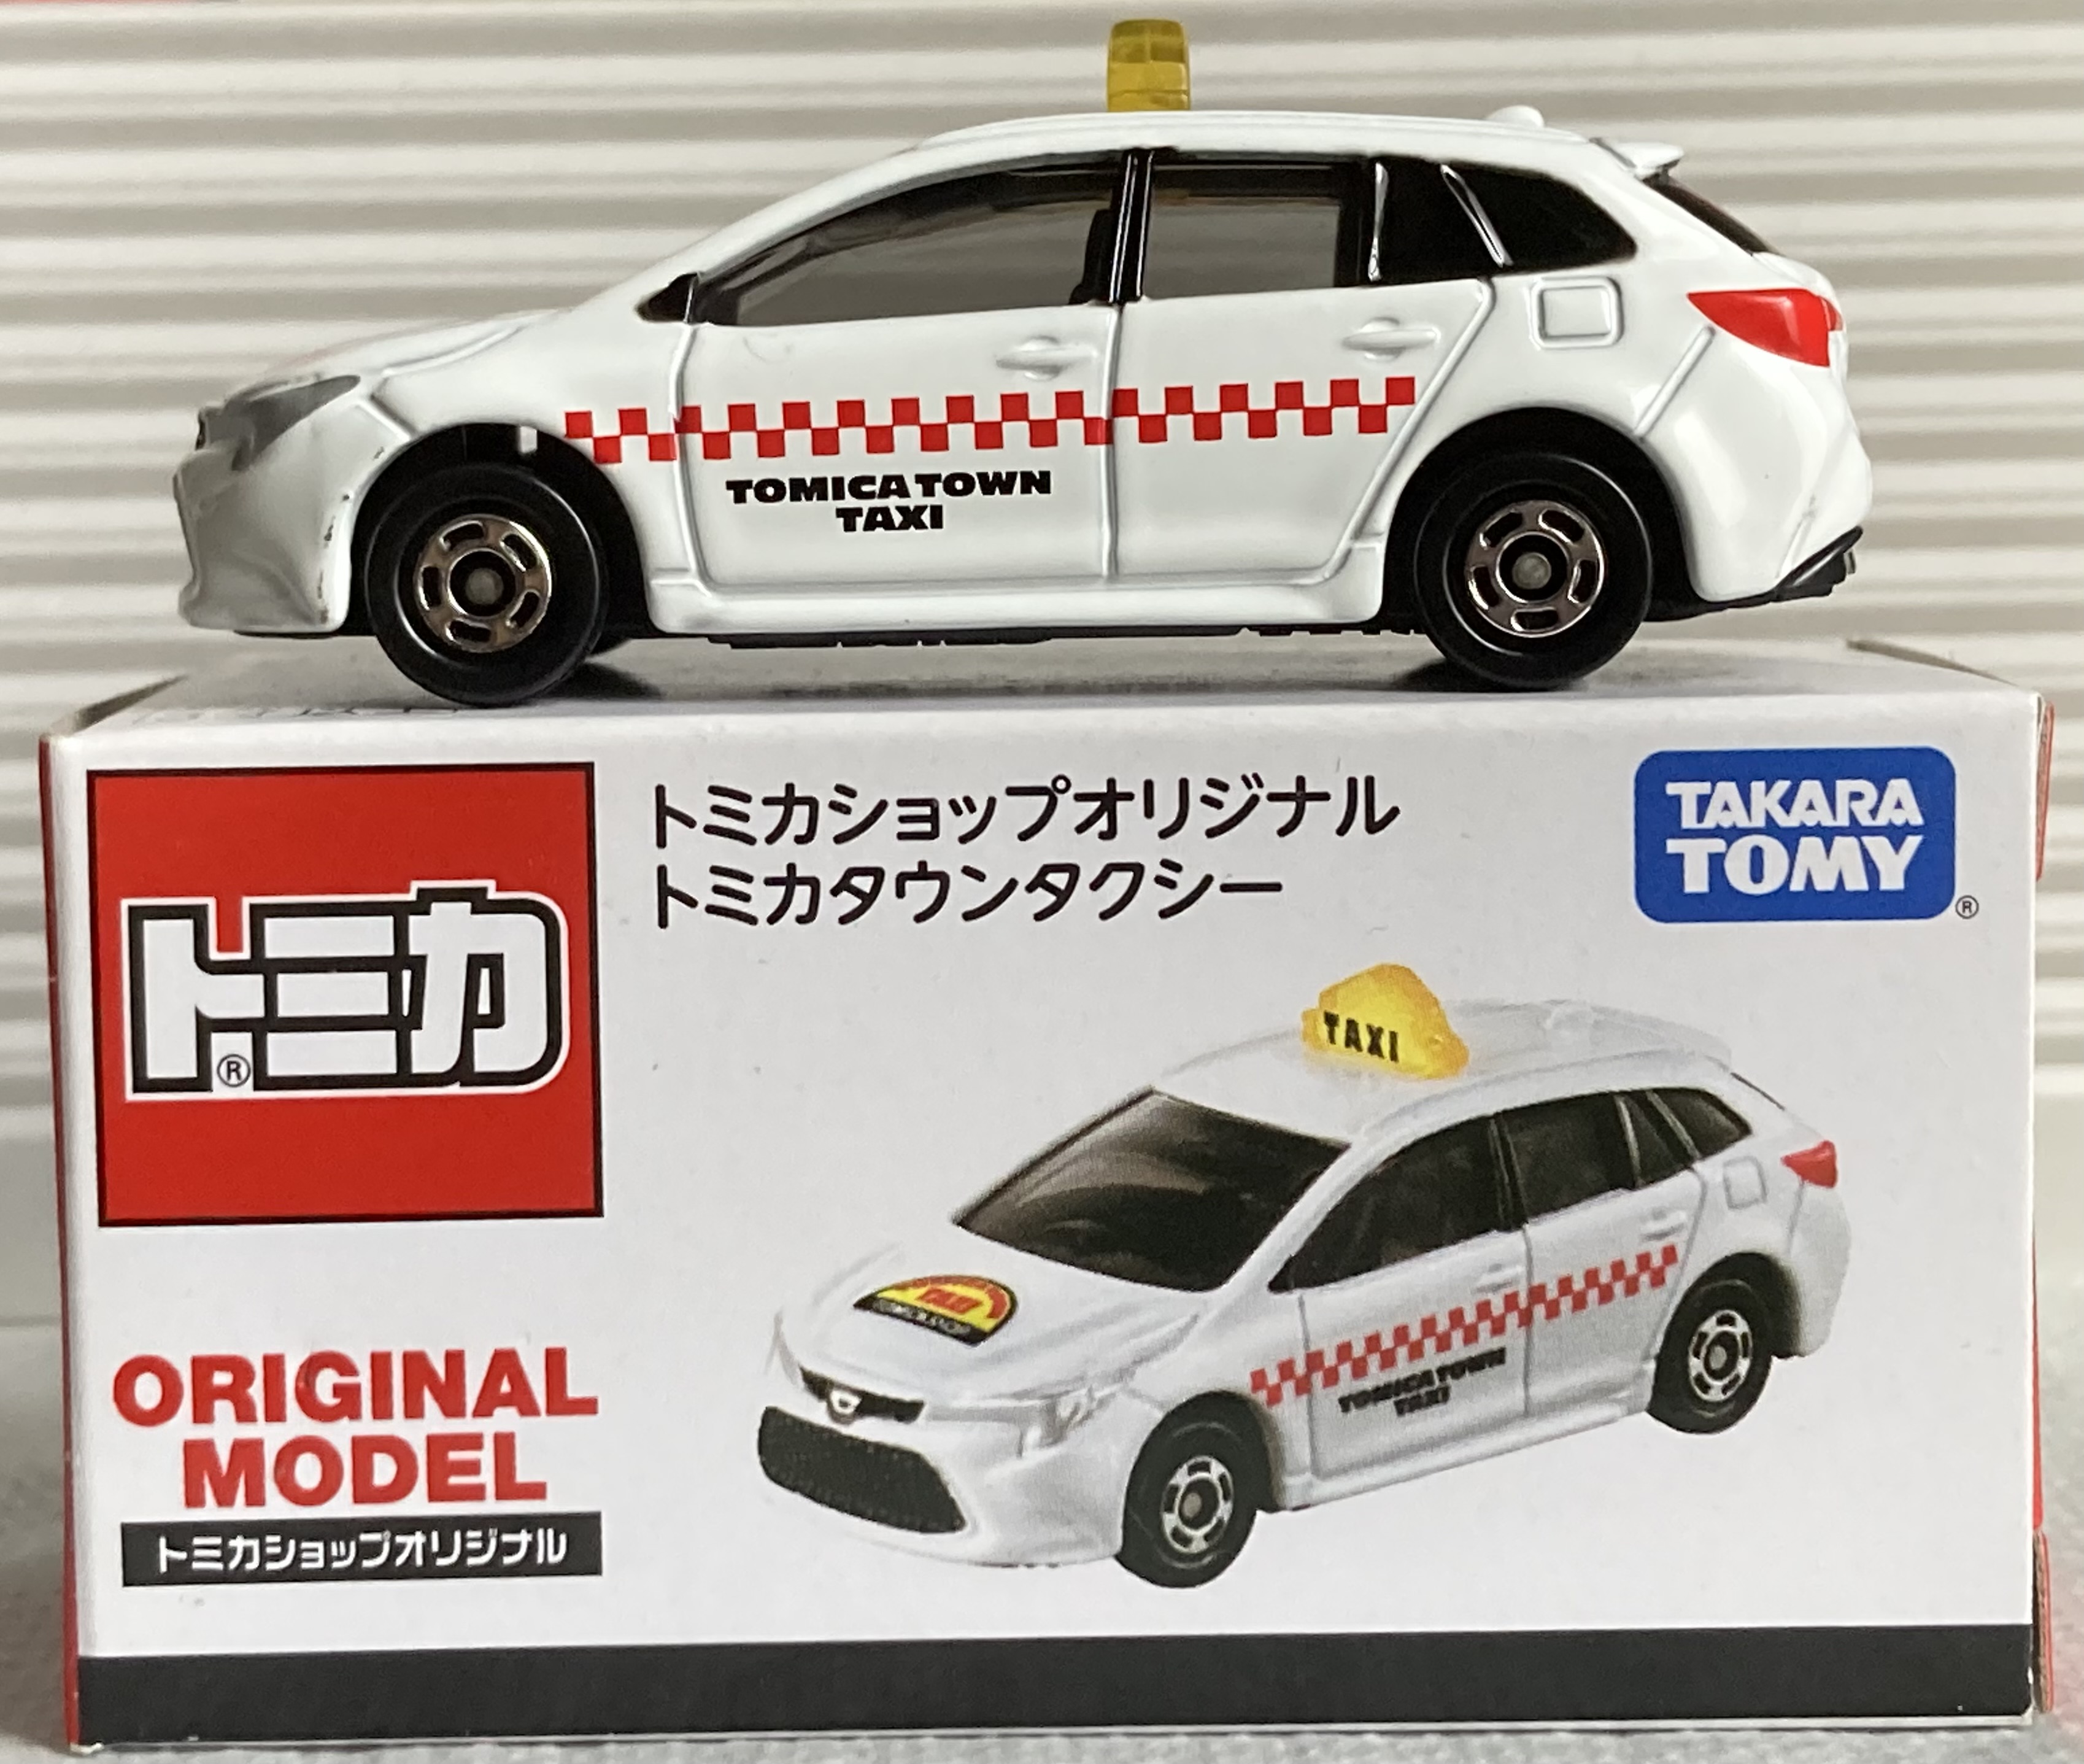 TOMICA TOWN
TAXI
トミカ
®
トミカショップオリジナル
トミカタウンタクシー
TAKARA
TOMY
®
TAXI
TAXI
TOMICA TOWN
TAXI
ORIGINAL
MODEL
トミカショップオリジナル